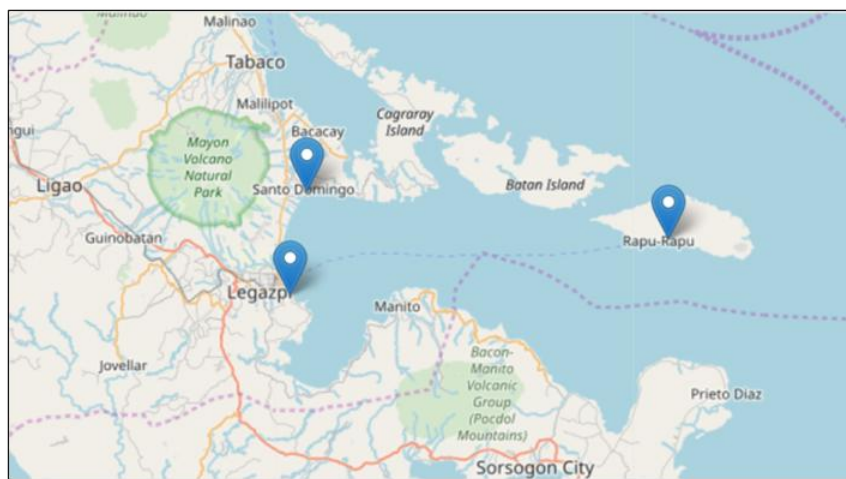 Malinao
Tabaco
Malilipot
Cagraray
Island
Bacacay
Mayon
Volcano
Natural
Park
Ligao
Santo Domingo
Batan Island
Guinobatan
Rapu-Rapu
Legazpi
Manito
Jovellar
Bacon-
Manito
Volcanic
Group
(Pocdol
Mountains)
Prieto Diaz
Sorsogon City